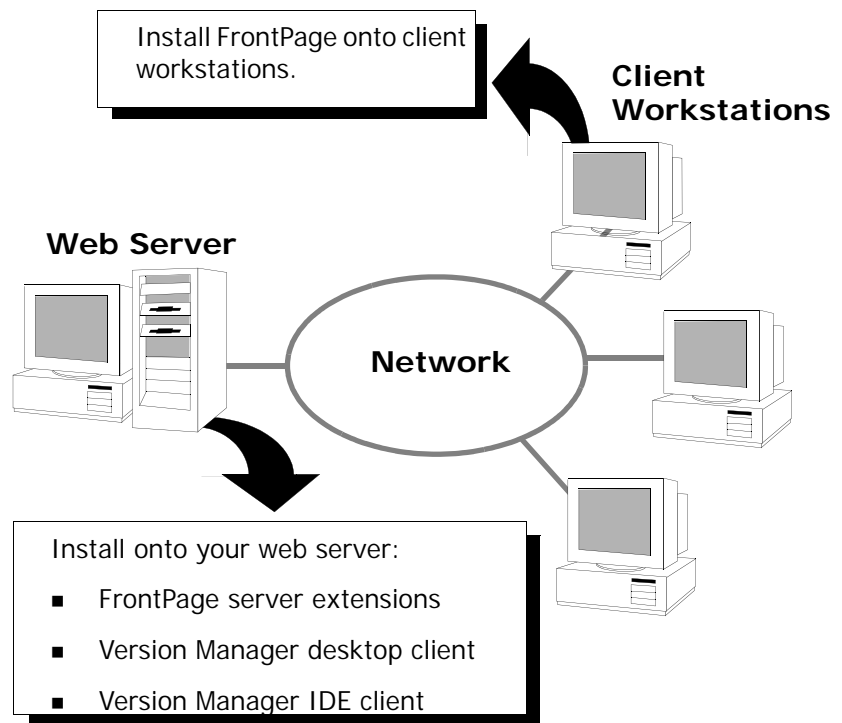 Install FrontPage onto client
workstations.
Client
Workstations
Web Server
Network
Install onto your web server:
■ FrontPage server extensions
■ Version Manager desktop client
■ Version Manager IDE client